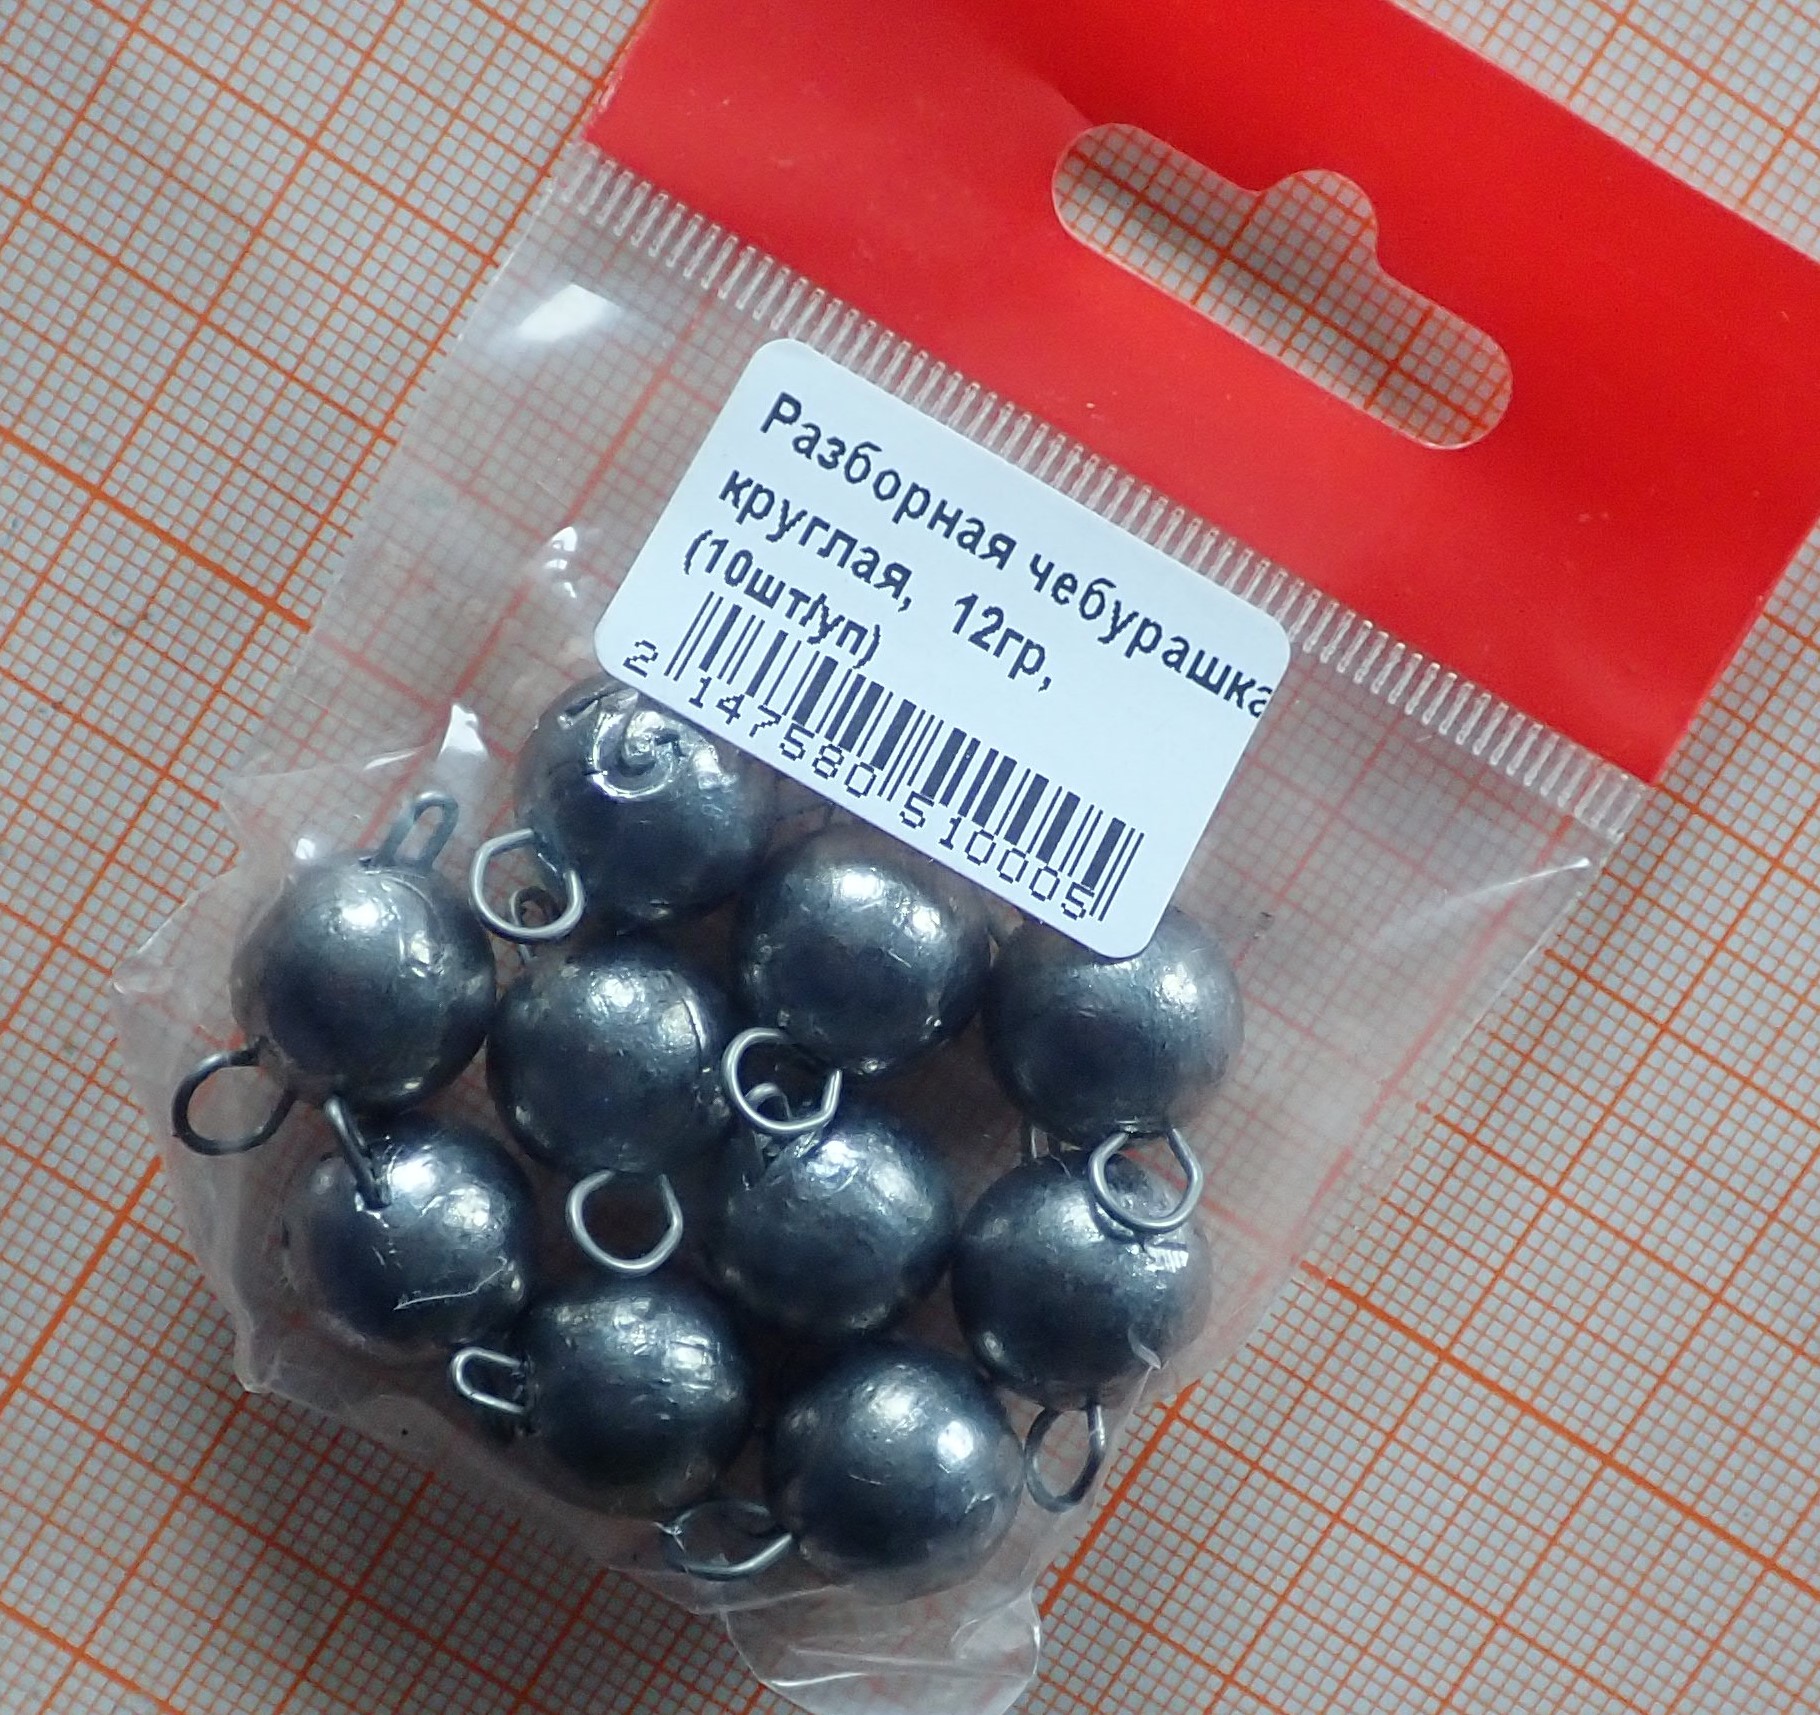 Разборная чебурашка
круглая, 12гр,
(10шт/уп)
2 147580 510005